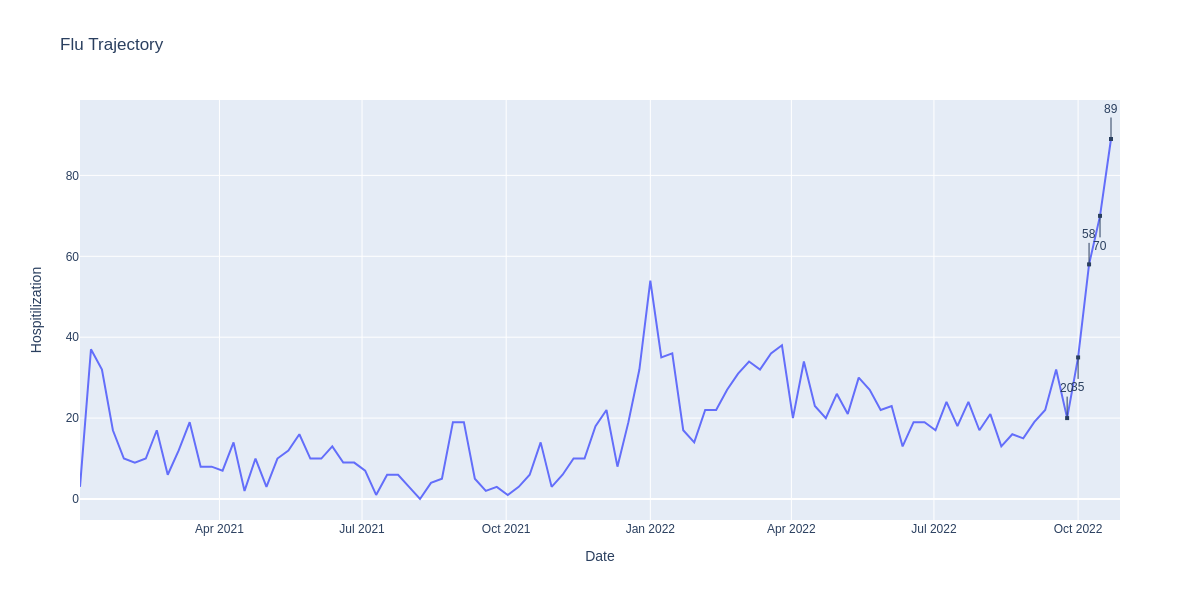 Flu Trajectory
89
80
58
70
60
Hospitilization
40
20
35
20
0
Apr 2021
Jul 2021
Oct 2021
Jan 2022
Apr 2022
Jul 2022
Oct 2022
Date